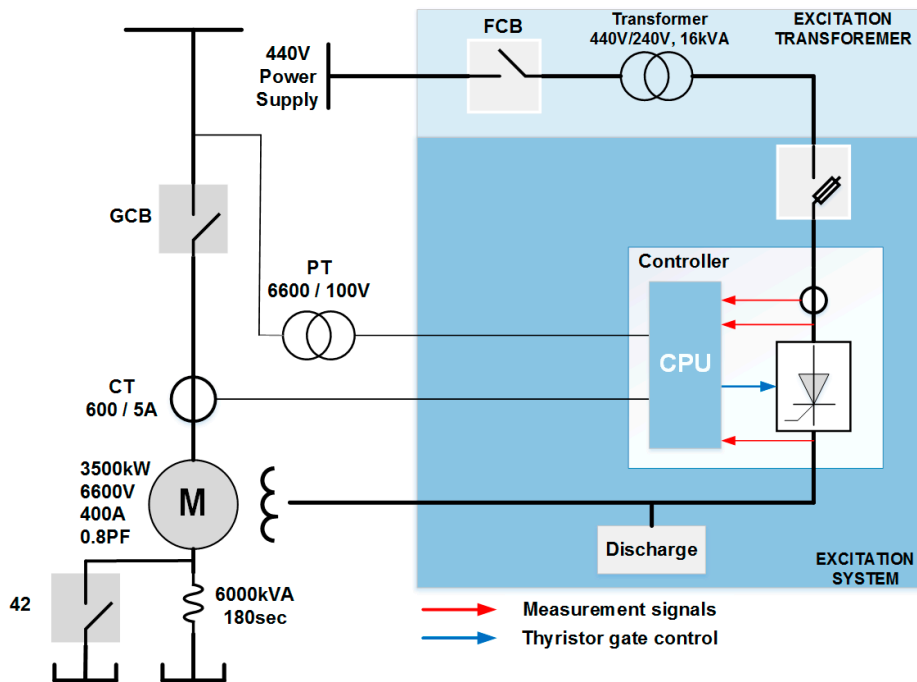 FCB
Transformer
440V/240V, 16kVA
EXCITATION
TRANSFOREMER
440V
Power
Supply
GCB
PT
6600 / 100V
Controller
CPU
CT
600 / 5A
3500kW
6600V
400A
0.8PF
M
Discharge
EXCITATION
SYSTEM
42
6000kVA
180sec
Measurement signals
Thyristor gate control